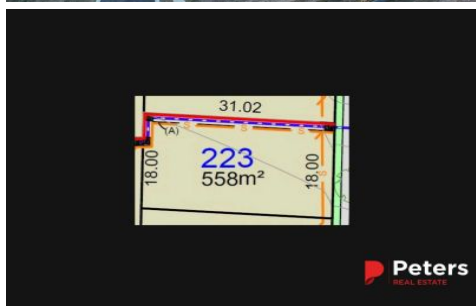 31.02
(A)
S
S
S
223
558m²
18.00
18.00
Peters
REAL ESTATE